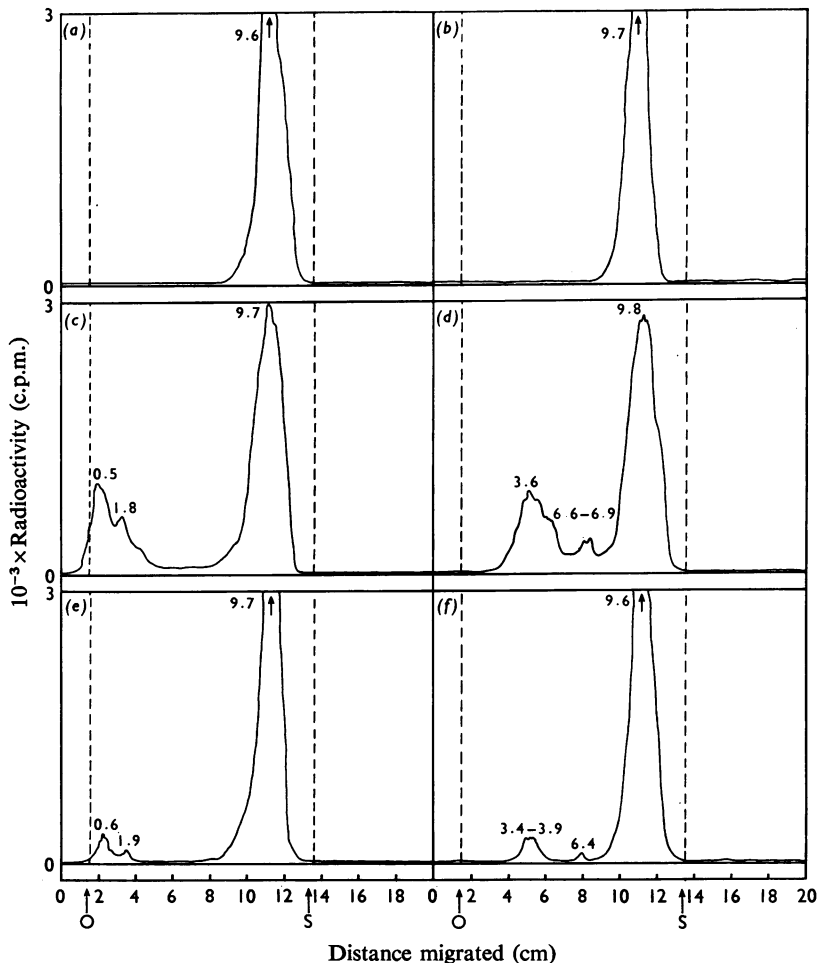 3
(a)
9.6
(b)
9.7
0
3
(c)
9.7
(d)
9.8
0.5
1.8
3.6
6.6–6.9
0
3
(e)
9.7
(f)
9.6
0.6
1.9
3.4–3.9
6.4
0
10⁻³ × Radioactivity (c.p.m.)
0 2 4 6 8 10 12 14 16 18 0 2 4 6 8 10 12 14 16 18 20
O S O S
Distance migrated (cm)